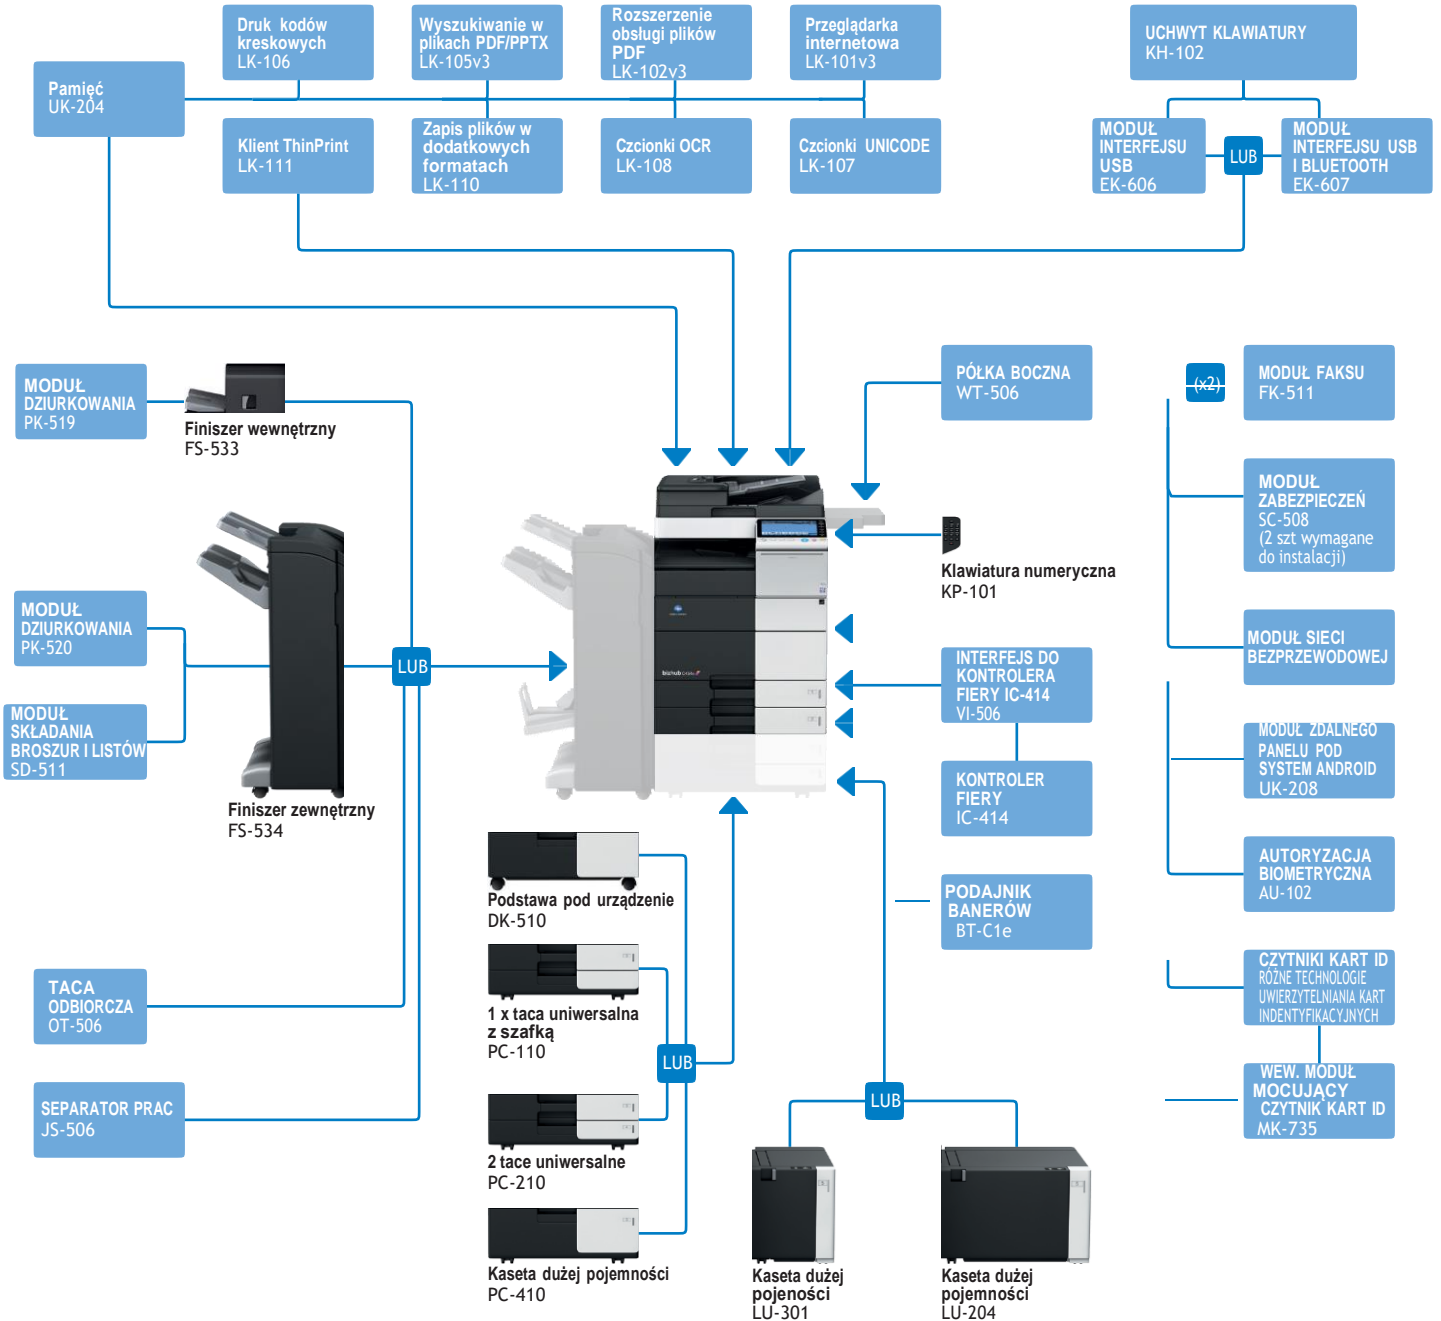 Druk kodów
kreskowych
LK-106
Wyszukiwanie w
plikach PDF/PPTX
LK-105v3
Rozszerzenie
obsługi plików
PDF
LK-102v3
Przeglądarka
internetowa
LK-101v3
UCHWYT KLAWIATURY
KH-102
Pamięć
UK-204
Klient ThinPrint
LK-111
Zapis plików w
dodatkowych
formatach
LK-110
Czcionki OCR
LK-108
Czcionki UNICODE
LK-107
MODUŁ
INTERFEJSU
USB
EK-606
LUB
MODUŁ
INTERFEJSU USB
I BLUETOOTH
EK-607
MODUŁ
DZIURKOWANIA
PK-519
Finiszer wewnętrzny
FS-533
PÓŁKA BOCZNA
WT-506
(x2)
MODUŁ FAKSU
FK-511
MODUŁ
ZABEZPIECZEŃ
SC-508
(2 szt wymagane
do instalacji)
Klawiatura numeryczna
KP-101
MODUŁ
DZIURKOWANIA
PK-520
LUB
bizhub
INTERFEJS DO
KONTROLERA
FIERY IC-414
VI-506
MODUŁ SIECI
BEZPRZEWODOWEJ
MODUŁ
SKŁADANIA
BROSZUR I LISTÓW
SD-511
Finiszer zewnętrzny
FS-534
KONTROLER
FIERY
IC-414
MODUŁ ZDALNEGO
PANELU POD
SYSTEM ANDROID
UK-208
Podstawa pod urządzenie
DK-510
PODAJNIK
BANERÓW
BT-C1e
AUTORYZACJA
BIOMETRYCZNA
AU-102
TACA
ODBIORCZA
OT-506
1 x taca uniwersalna
z szafką
PC-110
LUB
CZYTNIKI KART ID
RÓŻNE TECHNOLOGIE
UWIERZYTELNIANIA KART
INDENTYFIKACYJNYCH
SEPARATOR PRAC
JS-506
LUB
WEW. MODUŁ
MOCUJĄCY
CZYTNIK KART ID
MK-735
2 tace uniwersalne
PC-210
Kaseta dużej pojemności
PC-410
Kaseta dużej
pojeności
LU-301
Kaseta dużej
pojemności
LU-204